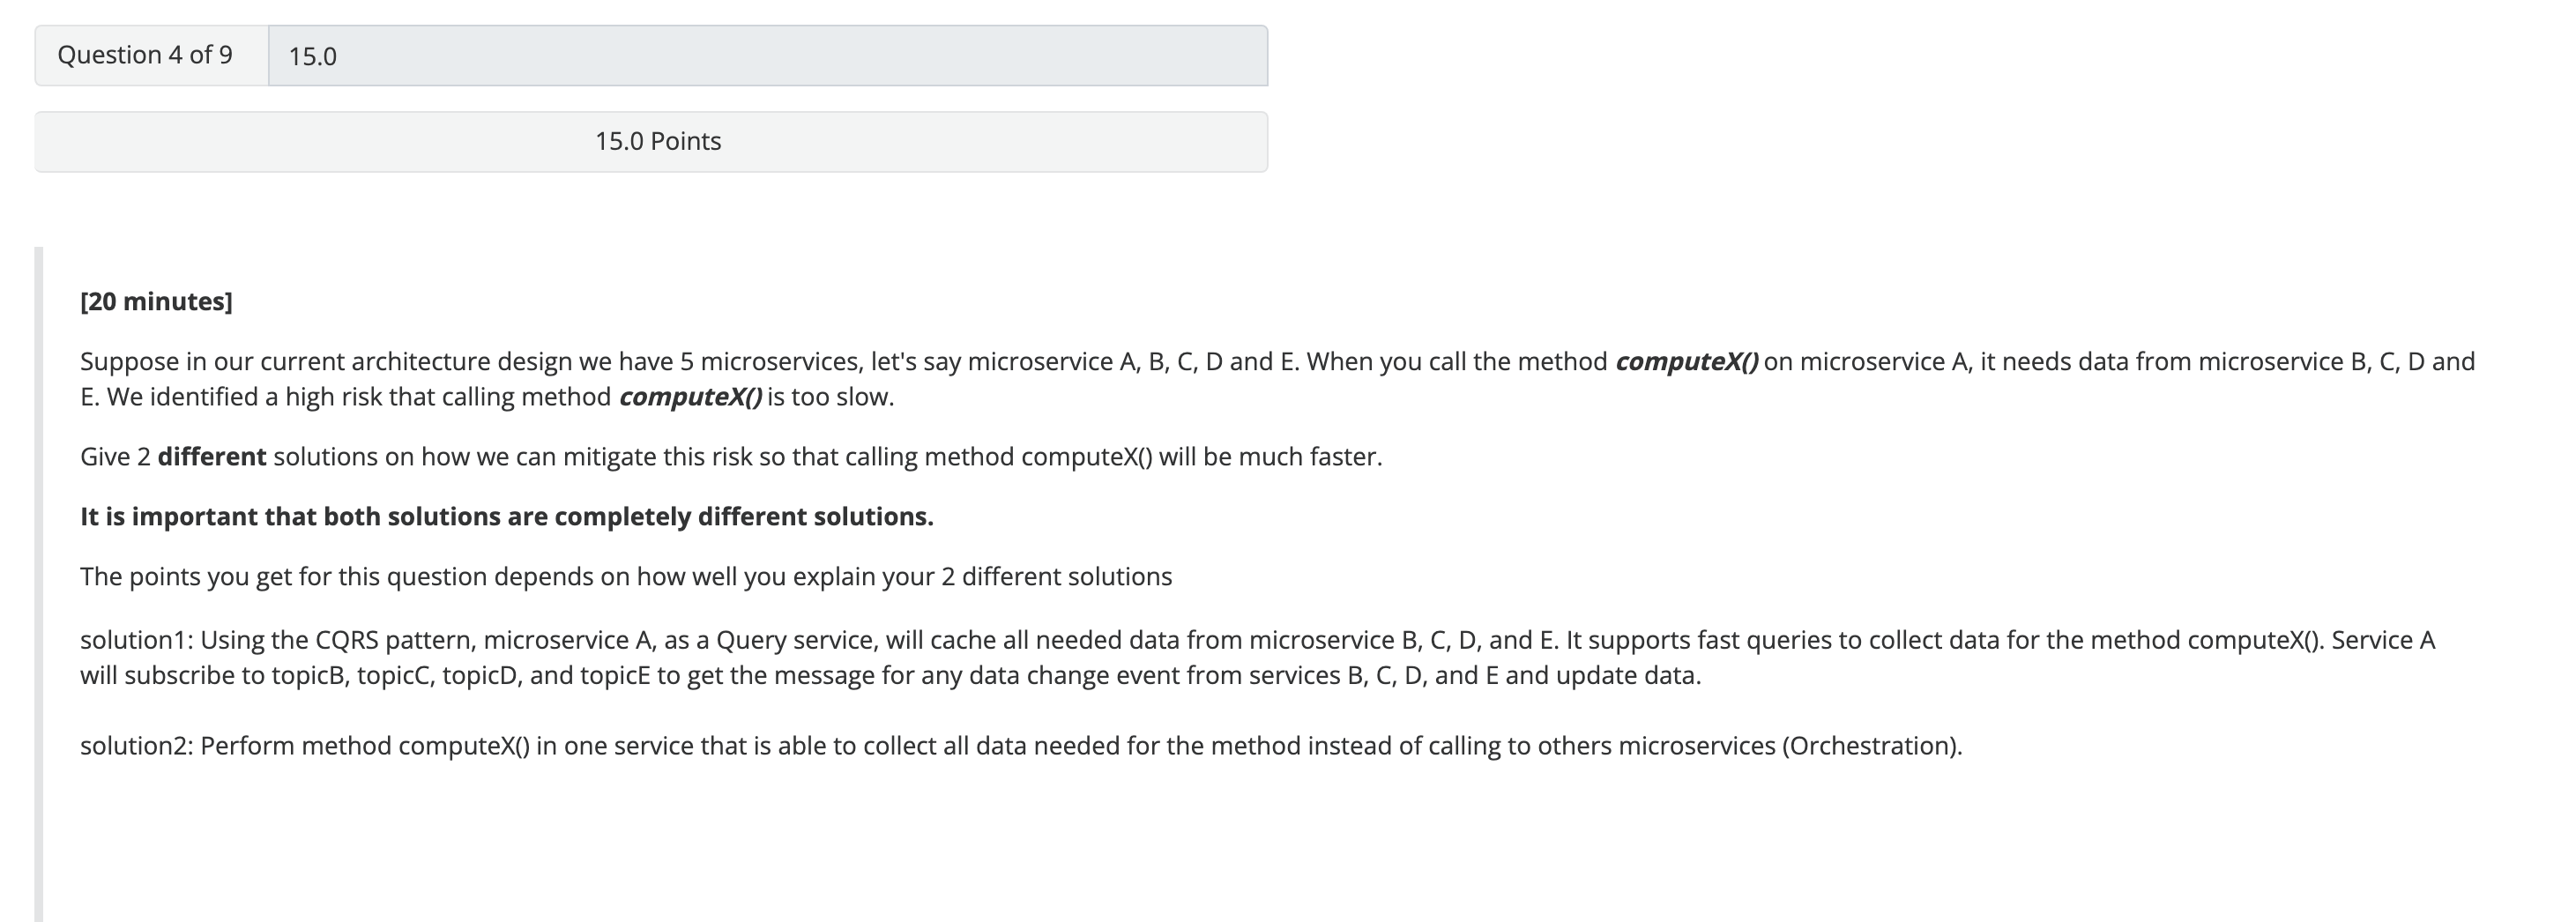 Question 4 of 9
15.0
15.0 Points
[20 minutes]
Suppose in our current architecture design we have 5 microservices, let's say microservice A, B, C, D and E. When you call the method computeX() on microservice A, it needs data from microservice B, C, D and
E. We identified a high risk that calling method computeX() is too slow.
Give 2 different solutions on how we can mitigate this risk so that calling method computeX() will be much faster.
It is important that both solutions are completely different solutions.
The points you get for this question depends on how well you explain your 2 different solutions
solution1: Using the CQRS pattern, microservice A, as a Query service, will cache all needed data from microservice B, C, D, and E. It supports fast queries to collect data for the method computeX(). Service A
will subscribe to topicB, topicC, topicD, and topicE to get the message for any data change event from services B, C, D, and E and update data.
solution2: Perform method computeX() in one service that is able to collect all data needed for the method instead of calling to others microservices (Orchestration).